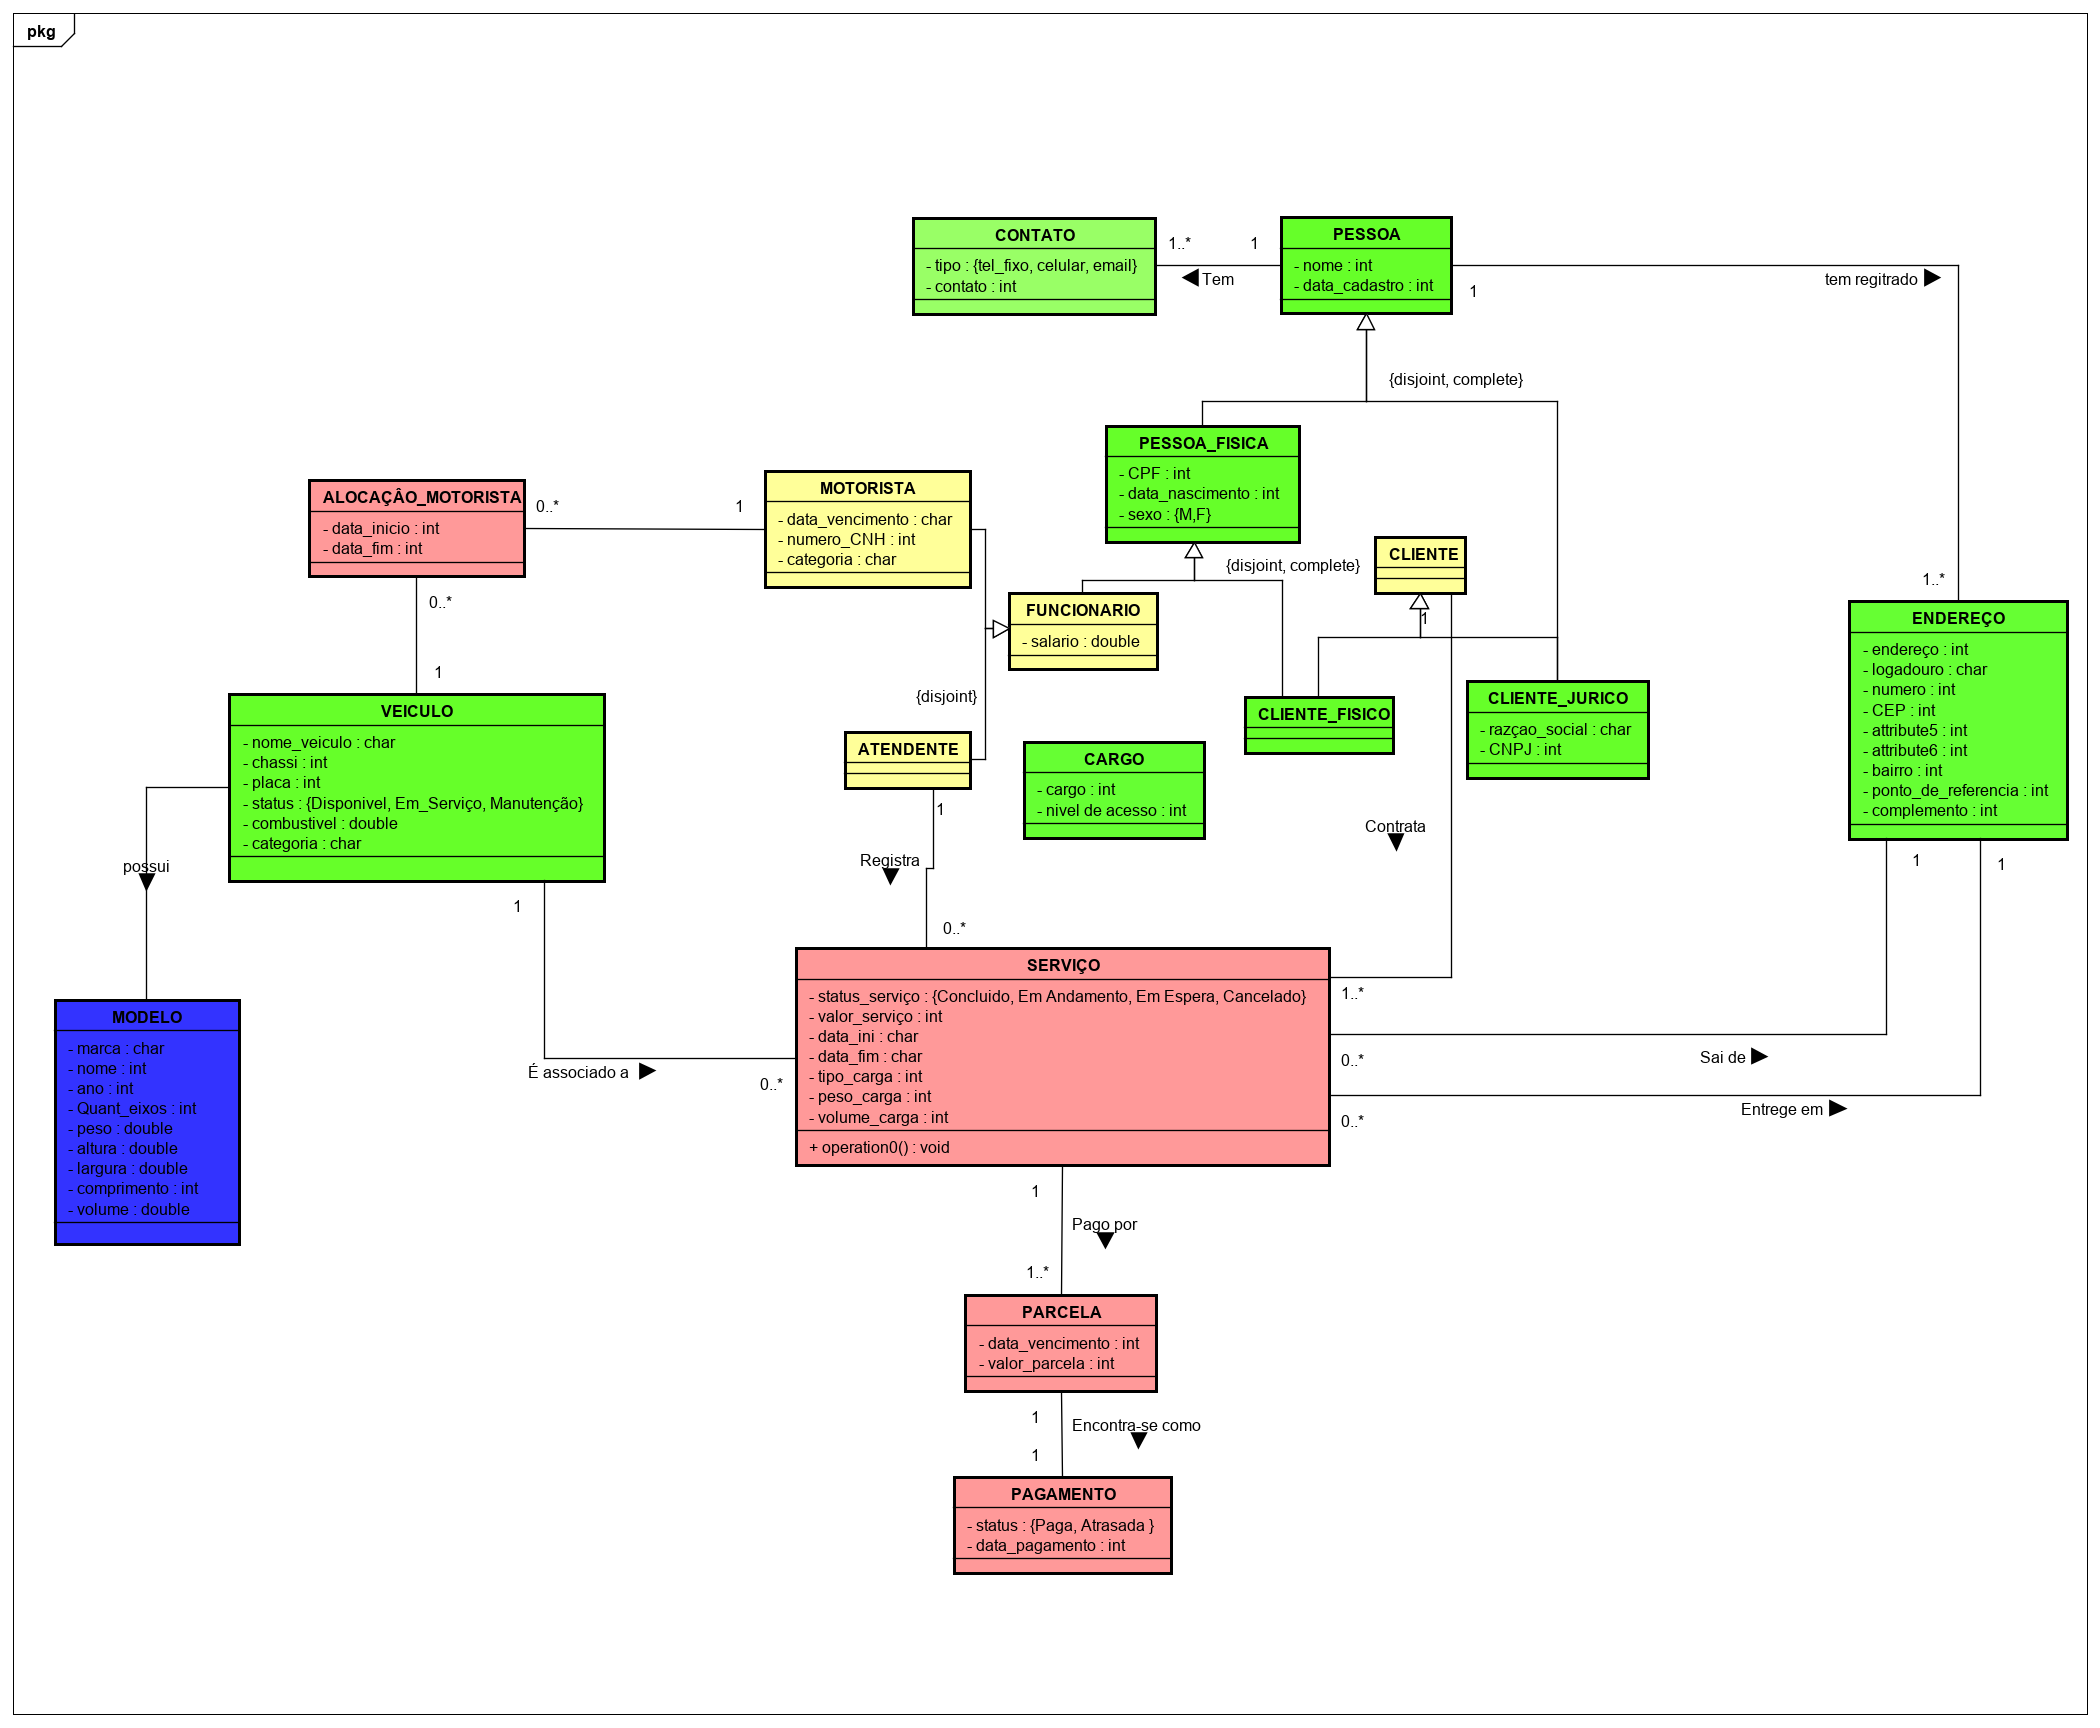 pkg
CONTATO
- tipo : {tel_fixo, celular, email}
- contato : int
1..*
1
Tem
PESSOA
- nome : int
- data_cadastro : int
1
tem regitrado
1..*
{disjoint, complete}
PESSOA_FISICA
- CPF : int
- data_nascimento : int
- sexo : {M,F}
{disjoint, complete}
ALOCAÇÂO_MOTORISTA
- data_inicio : int
- data_fim : int
0..*
1
0..*
1
MOTORISTA
- data_vencimento : char
- numero_CNH : int
- categoria : char
CLIENTE
1
FUNCIONARIO
- salario : double
{disjoint}
ENDEREÇO
- endereço : int
- logadouro : char
- numero : int
- CEP : int
- attribute5 : int
- attribute6 : int
- bairro : int
- ponto_de_referencia : int
- complemento : int
1
1
VEICULO
- nome_veiculo : char
- chassi : int
- placa : int
- status : {Disponivel, Em_Serviço, Manutenção}
- combustivel : double
- categoria : char
possui
1
ATENDENTE
1
Registra
0..*
CARGO
- cargo : int
- nivel de acesso : int
CLIENTE_FISICO
CLIENTE_JURICO
- razçao_social : char
- CNPJ : int
Contrata
MODELO
- marca : char
- nome : int
- ano : int
- Quant_eixos : int
- peso : double
- altura : double
- largura : double
- comprimento : int
- volume : double
É associado a
0..*
SERVIÇO
- status_serviço : {Concluido, Em Andamento, Em Espera, Cancelado}
- valor_serviço : int
- data_ini : char
- data_fim : char
- tipo_carga : int
- peso_carga : int
- volume_carga : int
+ operation0() : void
1..*
0..*
Sai de
Entrege em
0..*
1
Pago por
1..*
PARCELA
- data_vencimento : int
- valor_parcela : int
1
Encontra-se como
1
PAGAMENTO
- status : {Paga, Atrasada }
- data_pagamento : int